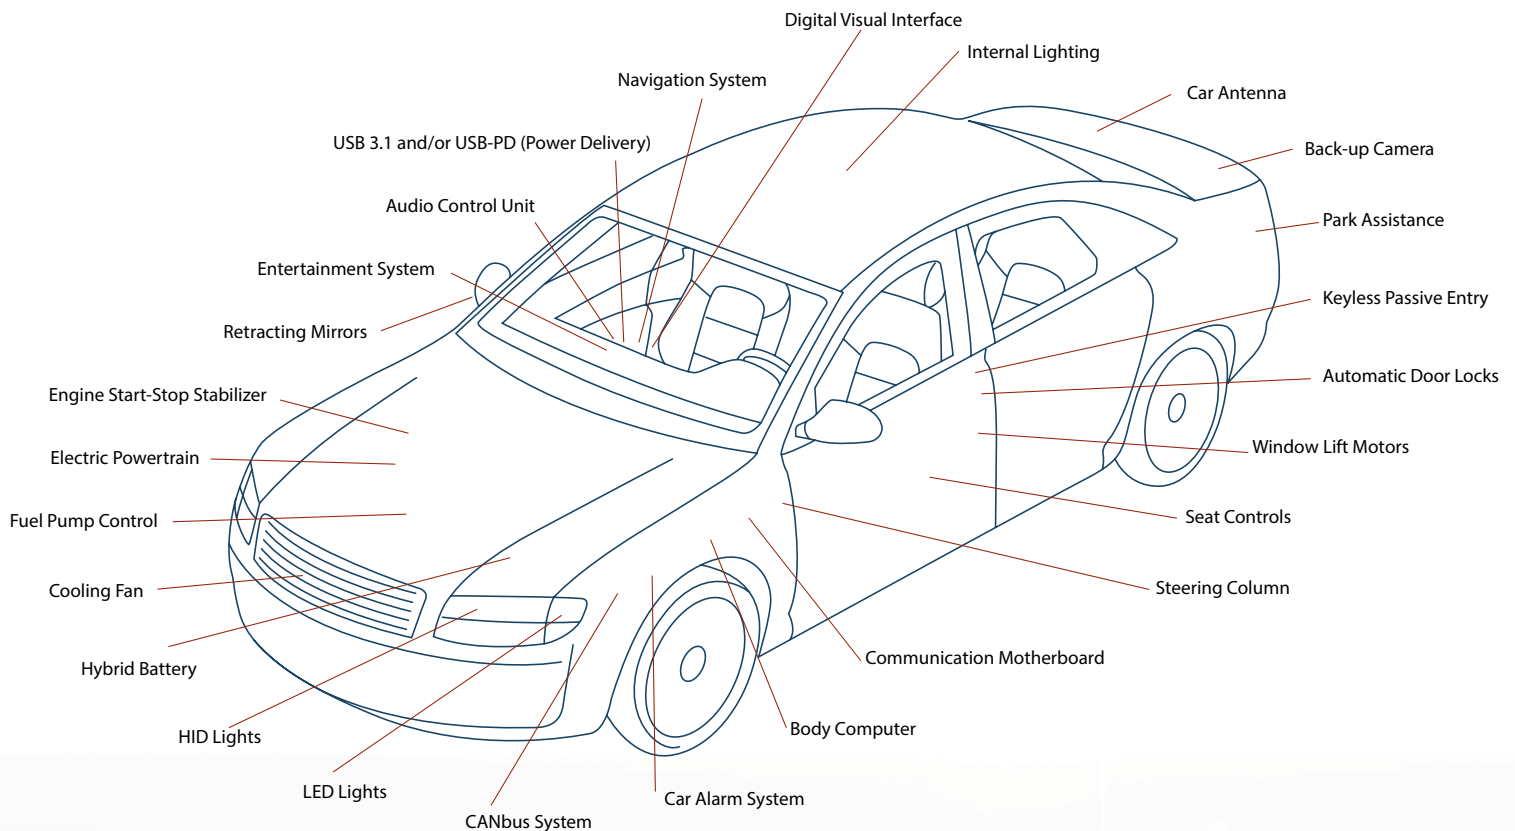 Digital Visual Interface
Internal Lighting
Navigation System
Car Antenna
USB 3.1 and/or USB-PD (Power Delivery)
Back-up Camera
Audio Control Unit
Park Assistance
Entertainment System
Keyless Passive Entry
Retracting Mirrors
Automatic Door Locks
Engine Start-Stop Stabilizer
Window Lift Motors
Electric Powertrain
Seat Controls
Fuel Pump Control
Steering Column
Cooling Fan
Communication Motherboard
Hybrid Battery
Body Computer
HID Lights
LED Lights
Car Alarm System
CANbus System